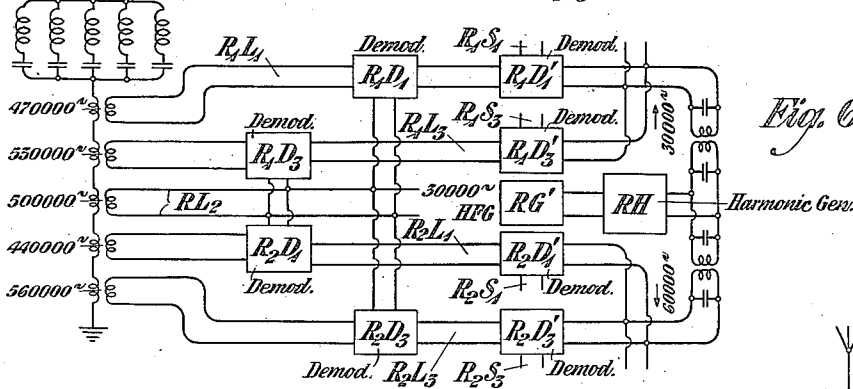 Demod.
R₁S₁
Demod.
R₁L₁
R₁D₁
R₁D₁'
470000~
Demod.
R₁L₃
R₁S₃
Demod.
30000~
550000~
R₁D₃
R₁D₃'
Fig. 6
500000~
RL₂
30000~
HFG
RG'
RH
Harmonic Gen.
440000~
R₂D₁
R₂L₁
R₂D₁'
Demod.
R₂S₁
Demod.
60000~
560000~
R₂D₃
R₂D₃'
Demod.
R₂L₃
R₂S₃
Demod.